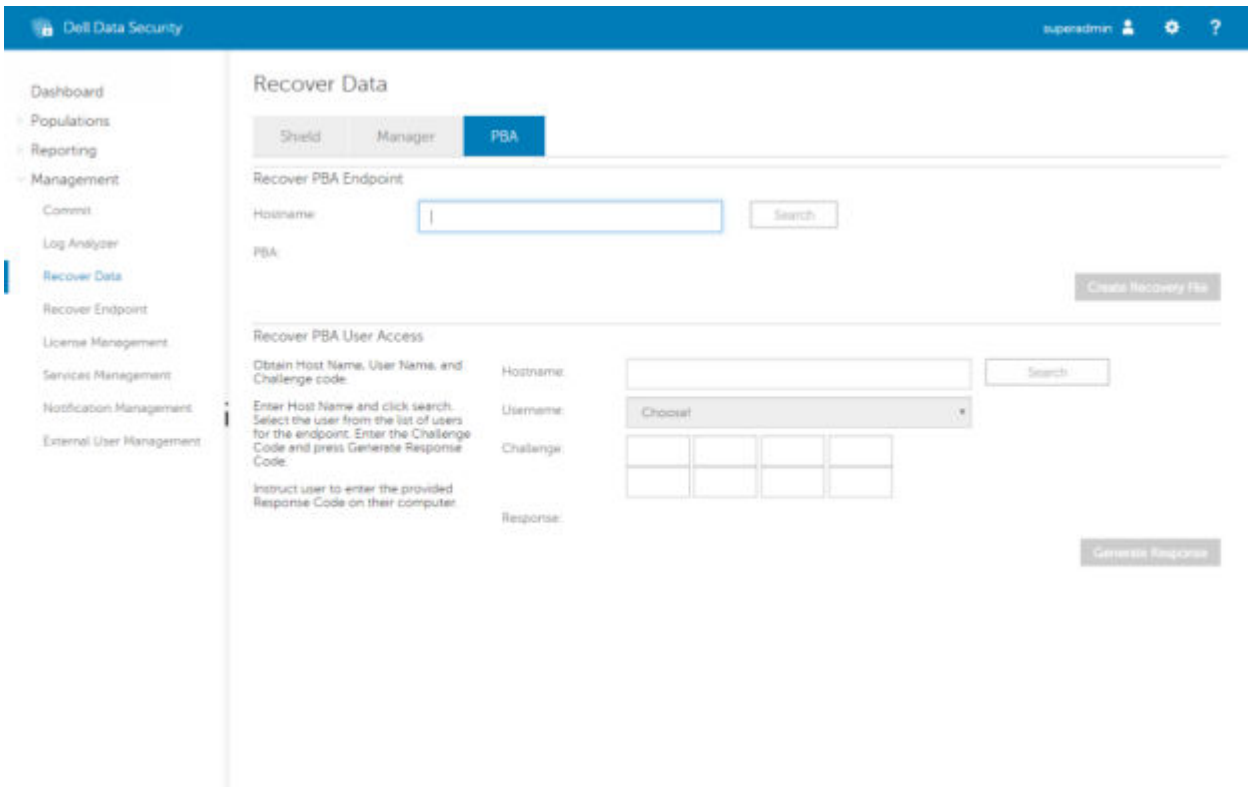 Dell Data Security
superadmin
?
Dashboard
Populations
Reporting
Management
Commit
Log Analyzer
Recover Data
Recover Endpoint
License Management
Services Management
Notification Management
External User Management
Recover Data
Shield
Manager
PBA
Recover PBA Endpoint
Hostname:
Search
PBA:
Create Recovery File
Recover PBA User Access
Obtain Host Name, User Name, and
Challenge code.
Enter Host Name and click search.
Select the user from the list of users
for the endpoint. Enter the Challenge
Code and press Generate Response
Code.
Instruct user to enter the provided
Response Code on their computer.
Hostname:
Search
Username:
Choose!
Challenge:
Response:
Generate Response